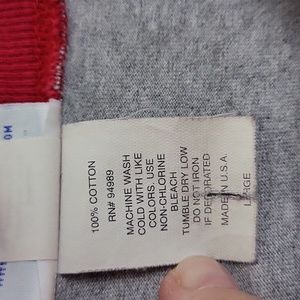 100% COTTON
RN# 94989
MACHINE WASH
COLD WITH LIKE
COLORS. USE
NON-CHLORINE
BLEACH
TUMBLE DRY LOW
DO NOT IRON
IF DECORATED
MADE IN U.S.A.
LARGE